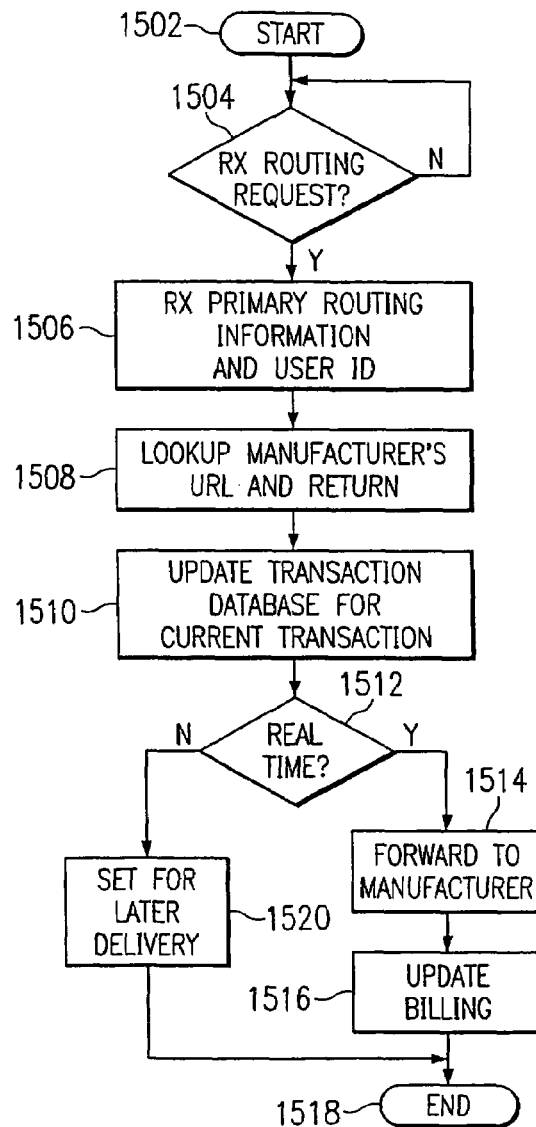 1502
START
1504
RX ROUTING
REQUEST?
N
Y
1506
RX PRIMARY ROUTING
INFORMATION
AND USER ID
1508
LOOKUP MANUFACTURER'S
URL AND RETURN
1510
UPDATE TRANSACTION
DATABASE FOR
CURRENT TRANSACTION
1512
N
REAL
TIME?
Y
1514
FORWARD TO
MANUFACTURER
SET FOR
LATER
DELIVERY
1520
1516
UPDATE
BILLING
1518
END